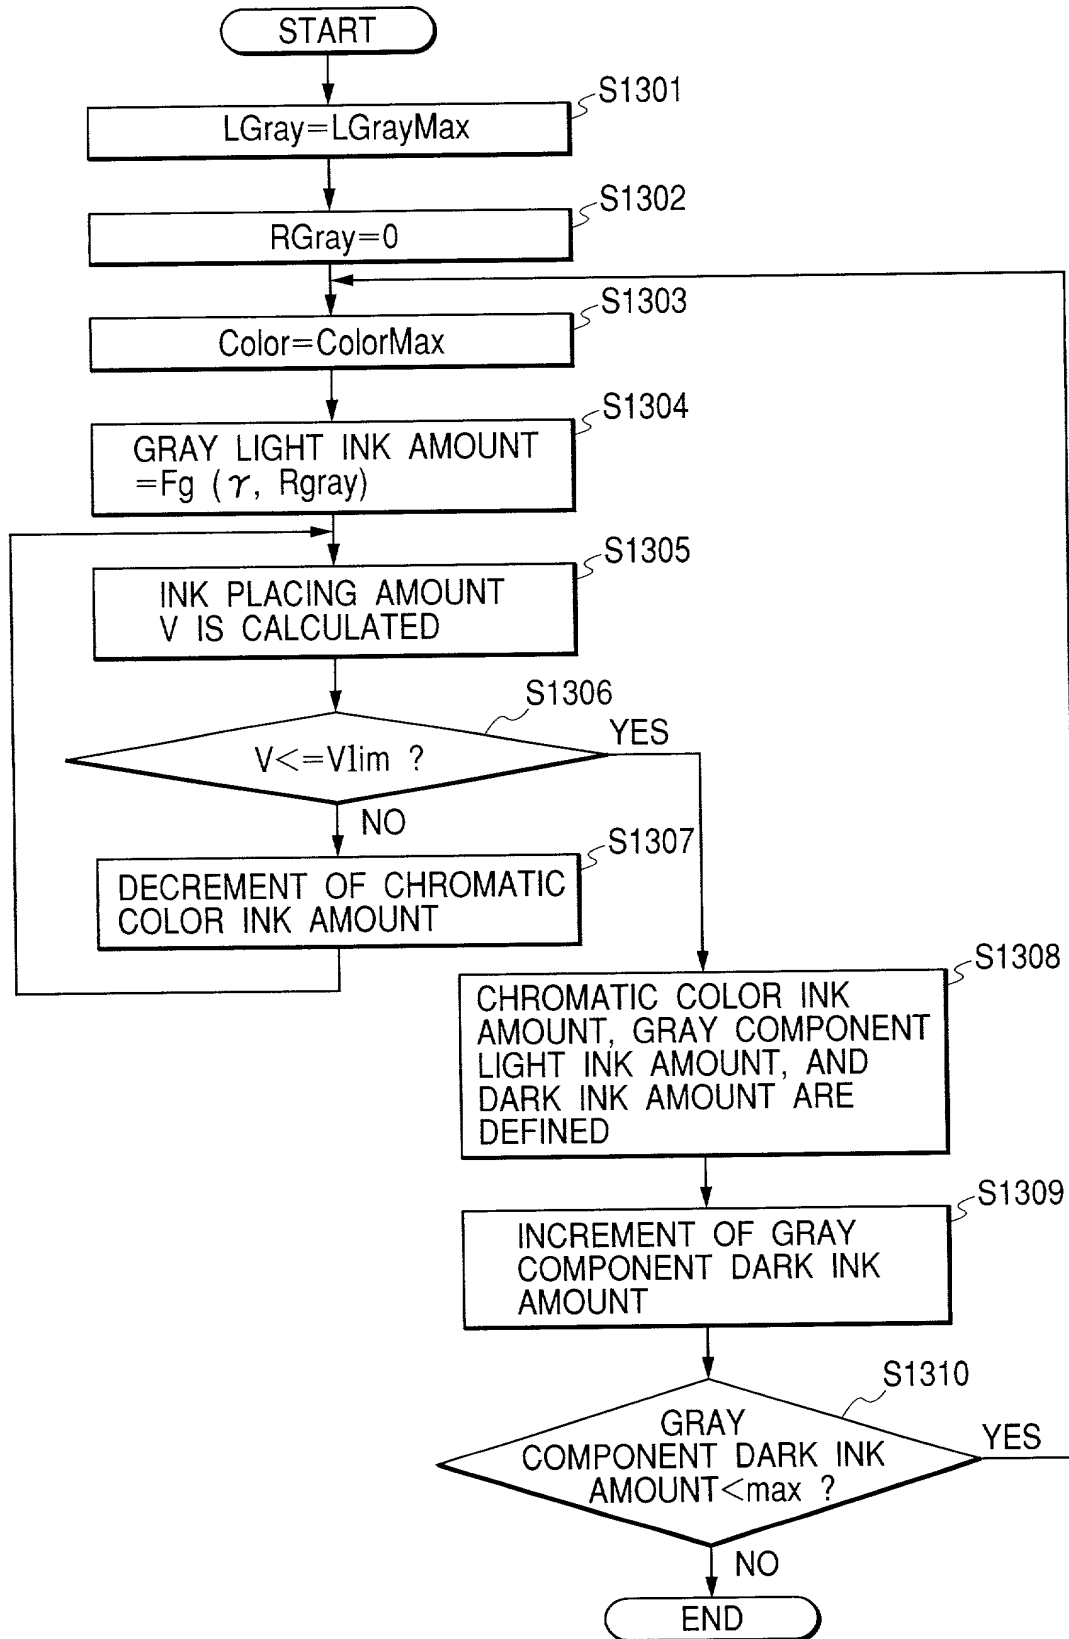 START
S1301
LGray=LGrayMax
S1302
RGray=0
S1303
Color=ColorMax
S1304
GRAY LIGHT INK AMOUNT
=Fg (γ, Rgray)
S1305
INK PLACING AMOUNT
V IS CALCULATED
S1306
V<=Vlim ?
YES
NO
S1307
DECREMENT OF CHROMATIC
COLOR INK AMOUNT
S1308
CHROMATIC COLOR INK
AMOUNT, GRAY COMPONENT
LIGHT INK AMOUNT, AND
DARK INK AMOUNT ARE
DEFINED
S1309
INCREMENT OF GRAY
COMPONENT DARK INK
AMOUNT
S1310
GRAY
COMPONENT DARK INK
AMOUNT<max ?
YES
NO
END